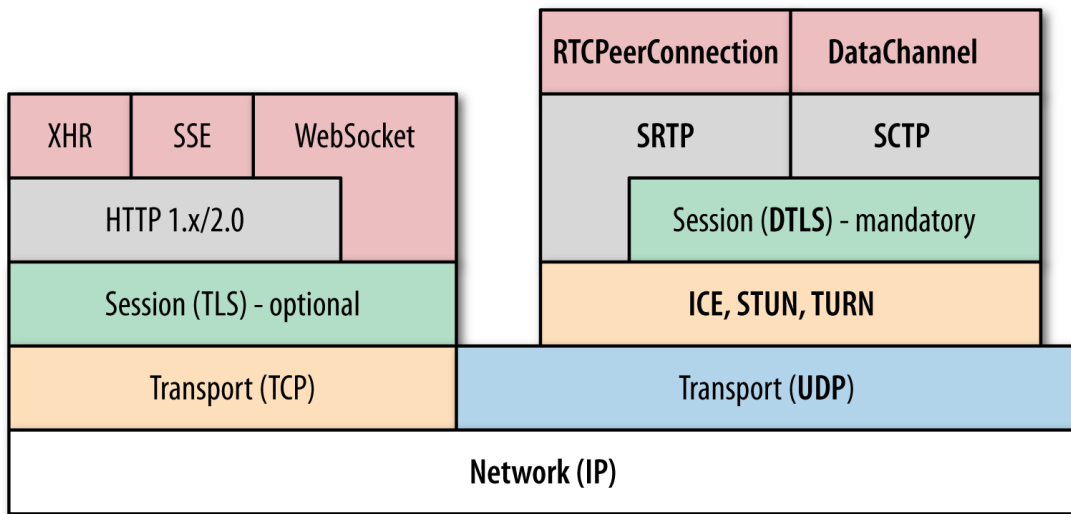 RTCPeerConnection
DataChannel
XHR
SSE
WebSocket
SRTP
SCTP
HTTP 1.x/2.0
Session (DTLS) - mandatory
Session (TLS) - optional
ICE, STUN, TURN
Transport (TCP)
Transport (UDP)
Network (IP)